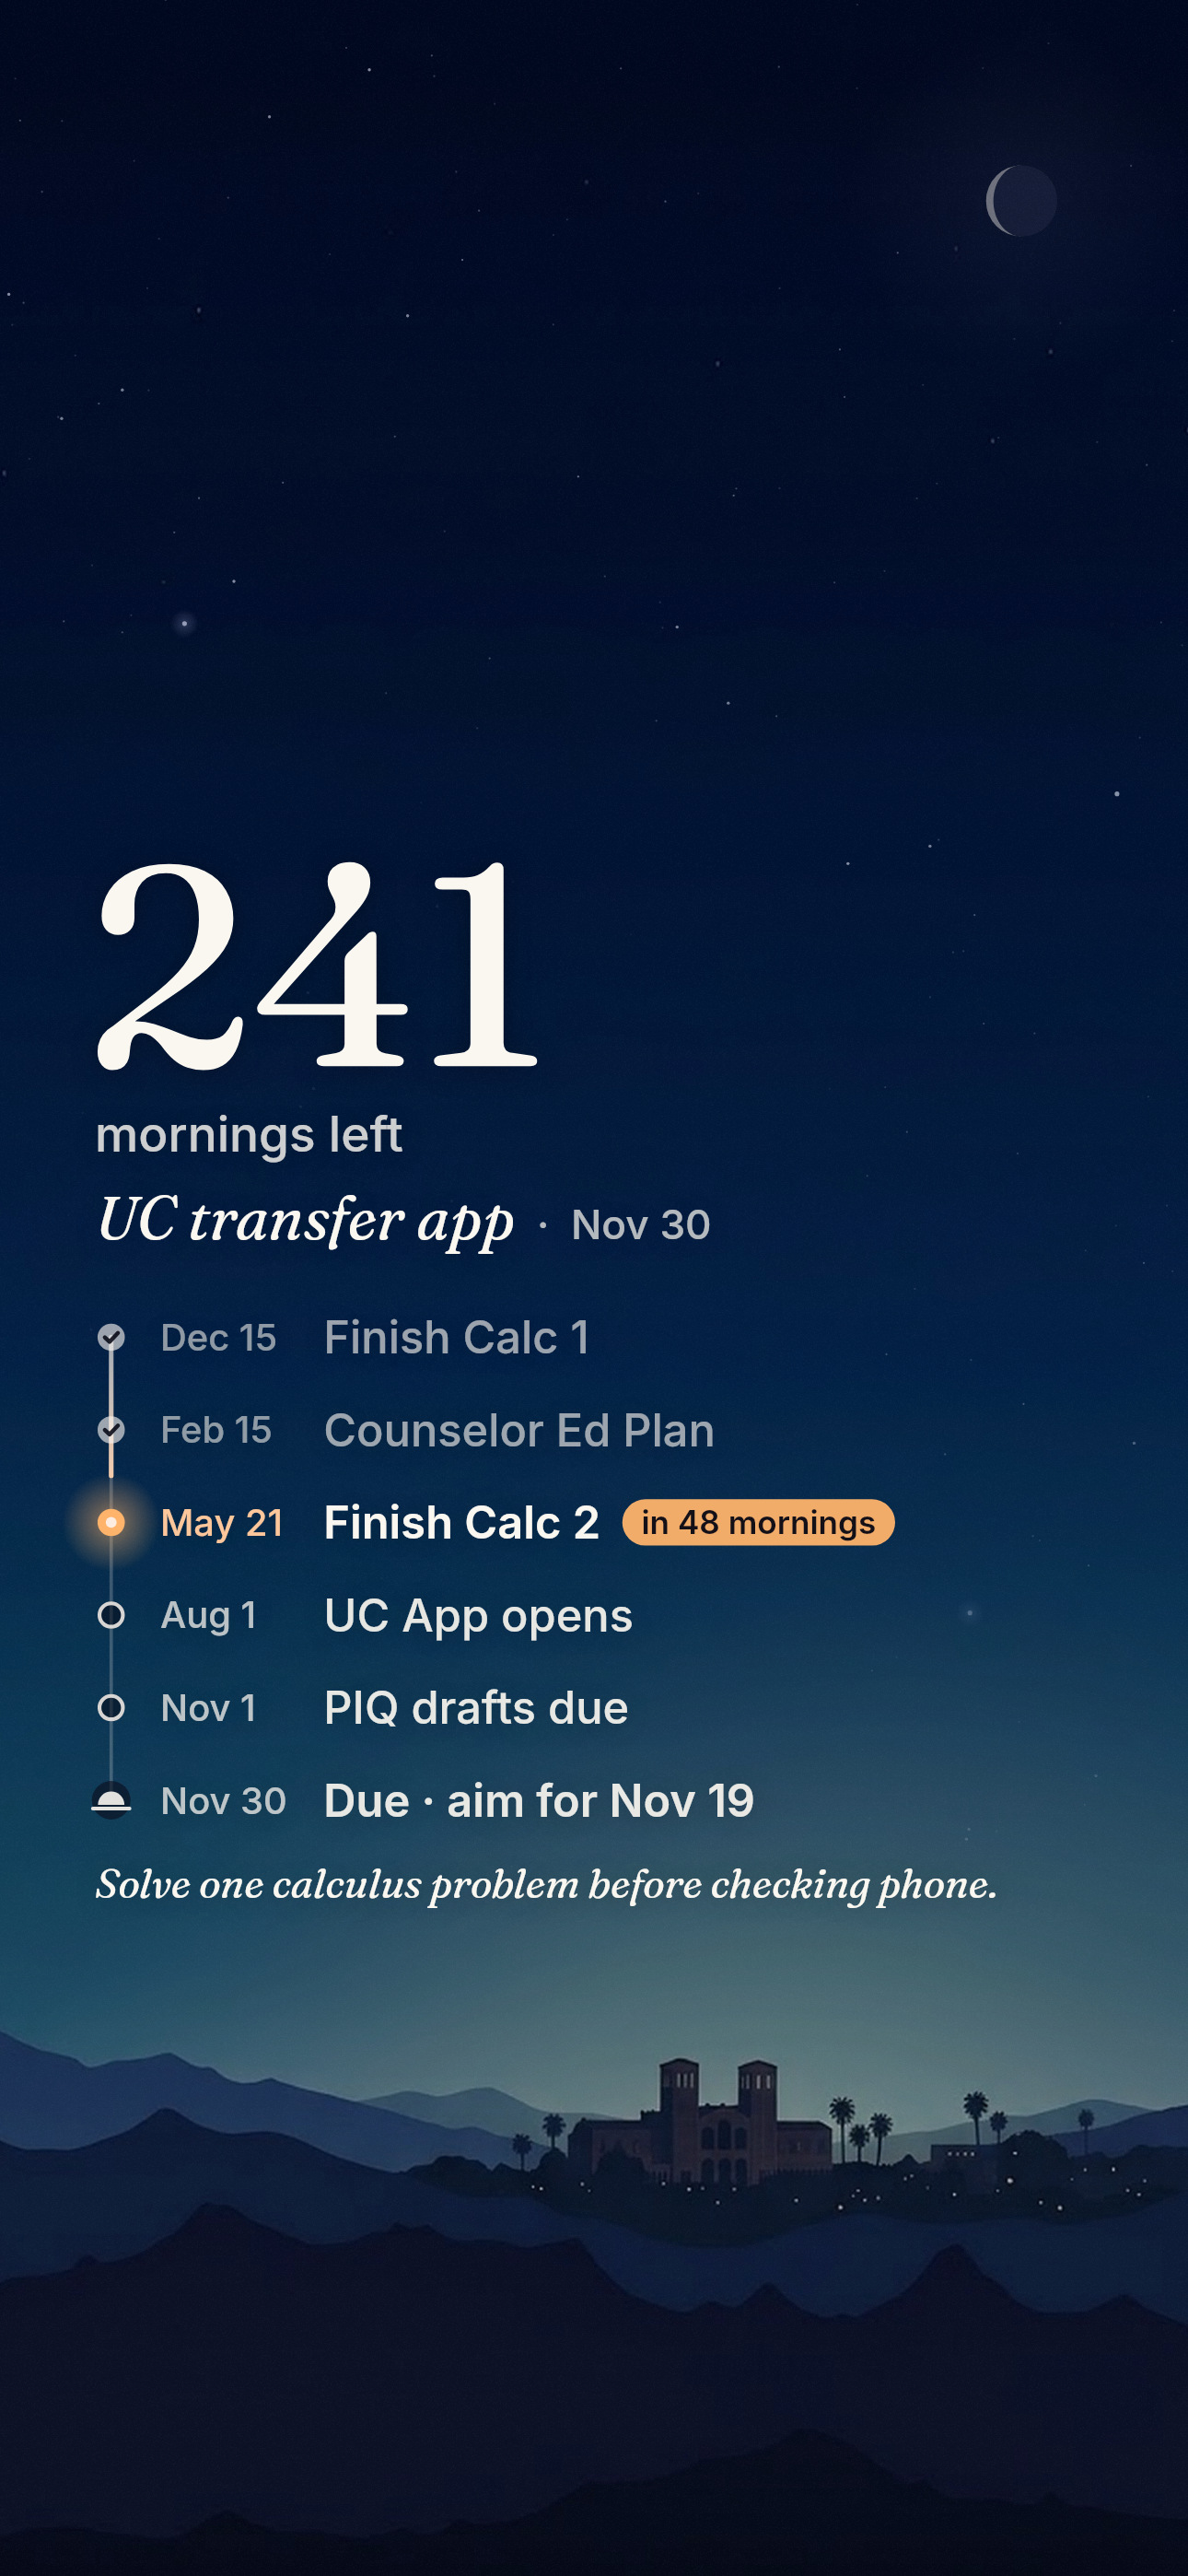 241
mornings left
UC transfer app · Nov 30
Dec 15 Finish Calc 1
Feb 15 Counselor Ed Plan
May 21 Finish Calc 2 in 48 mornings
Aug 1 UC App opens
Nov 1 PIQ drafts due
Nov 30 Due · aim for Nov 19
Solve one calculus problem before checking phone.